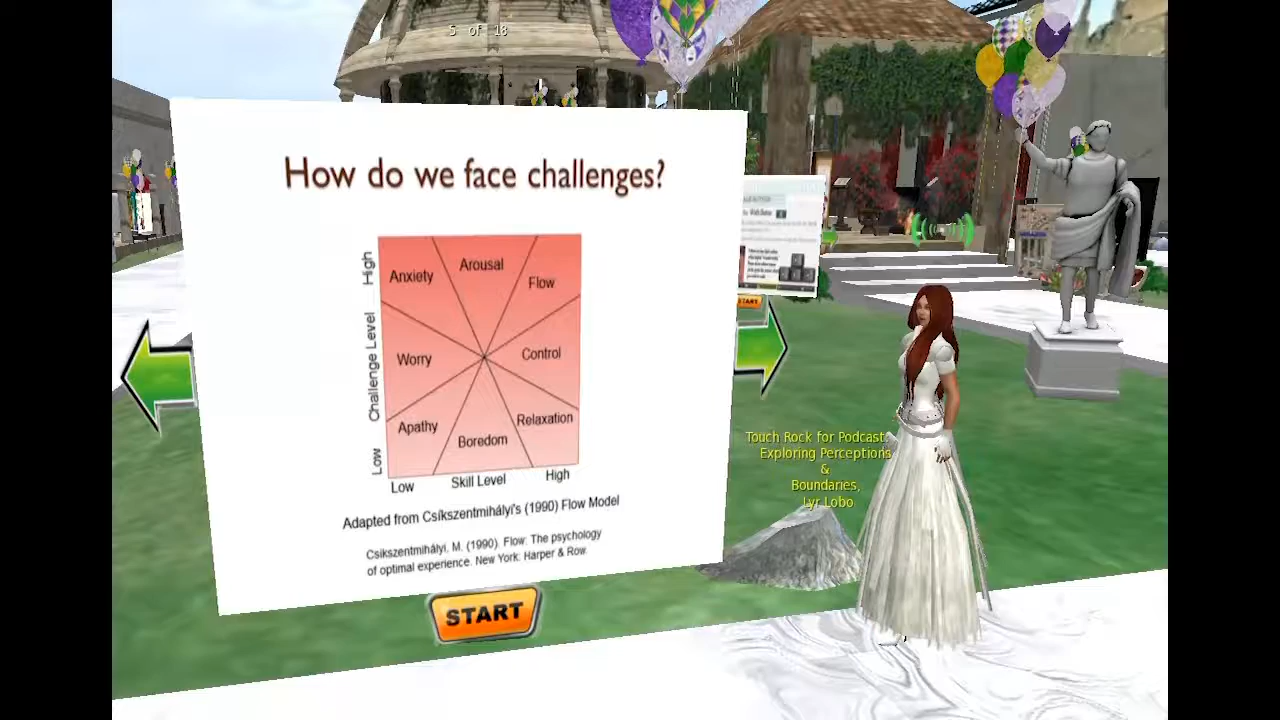 5 of 18
How do we face challenges?
High
Challenge Level
Low
Anxiety
Arousal
Flow
Worry
Control
Apathy
Boredom
Relaxation
Low
Skill Level
High
Adapted from Csíkszentmihályi's (1990) Flow Model
Csikszentmihályi, M. (1990). Flow: The psychology
of optimal experience. New York: Harper & Row.
START
START
Touch Rock for Podcast:
Exploring Perceptions
&
Boundaries,
Lyr Lobo